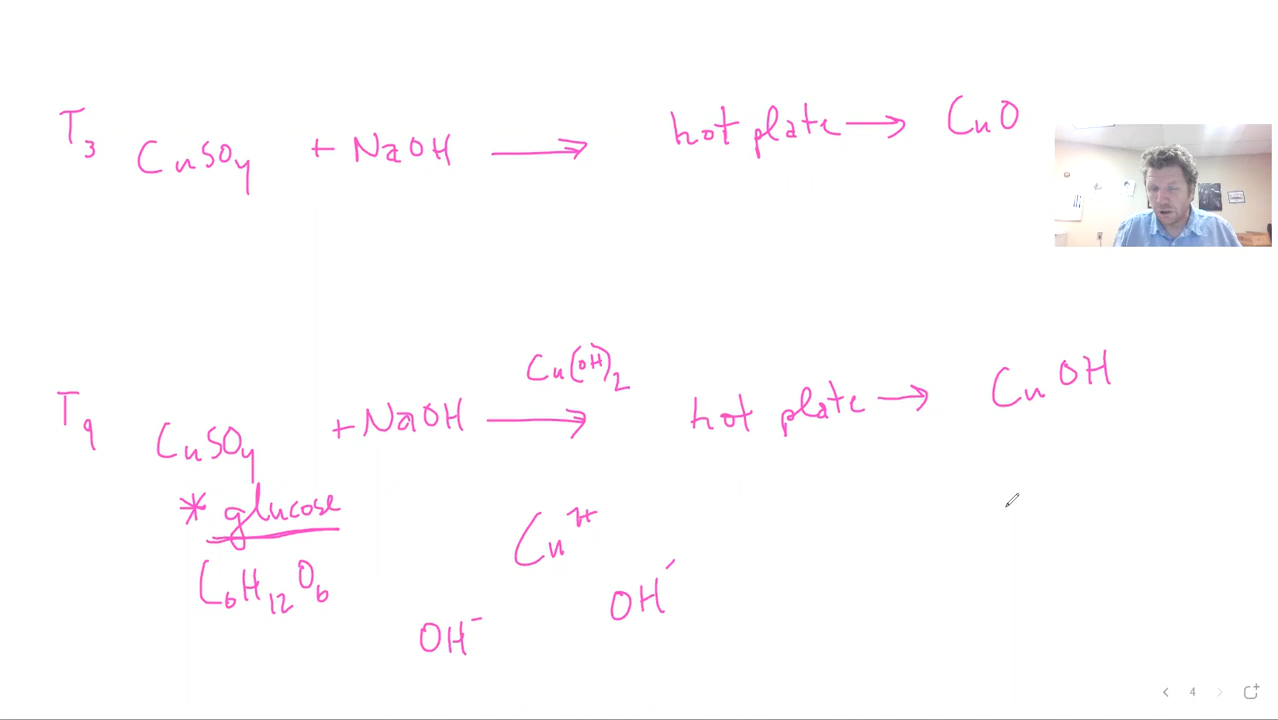 T₃ CuSO₄ + NaOH ⟶ hot plate → CuO
Cu(OH)₂
T₉ CuSO₄ + NaOH ⟶ hot plate → CuOH
* glucose
Cu²⁺
C₆H₁₂O₆
OH⁻
OH⁻
4